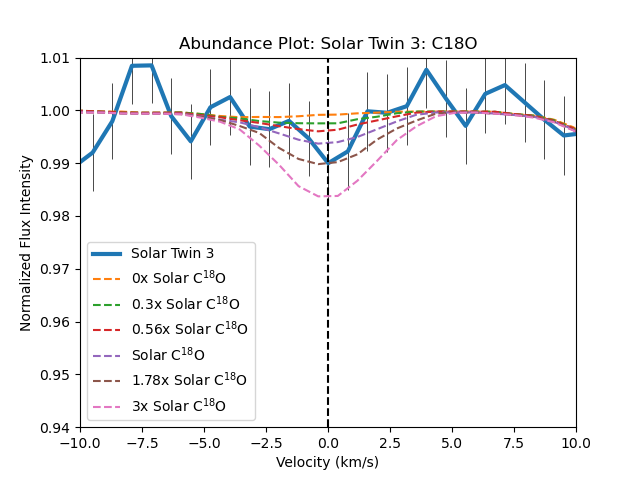 Abundance Plot: Solar Twin 3: C18O
Normalized Flux Intensity
1.01
1.00
0.99
0.98
0.97
0.96
0.95
0.94
Solar Twin 3
0x Solar C¹⁸O
0.3x Solar C¹⁸O
0.56x Solar C¹⁸O
Solar C¹⁸O
1.78x Solar C¹⁸O
3x Solar C¹⁸O
−10.0 −7.5 −5.0 −2.5 0.0 2.5 5.0 7.5 10.0
Velocity (km/s)